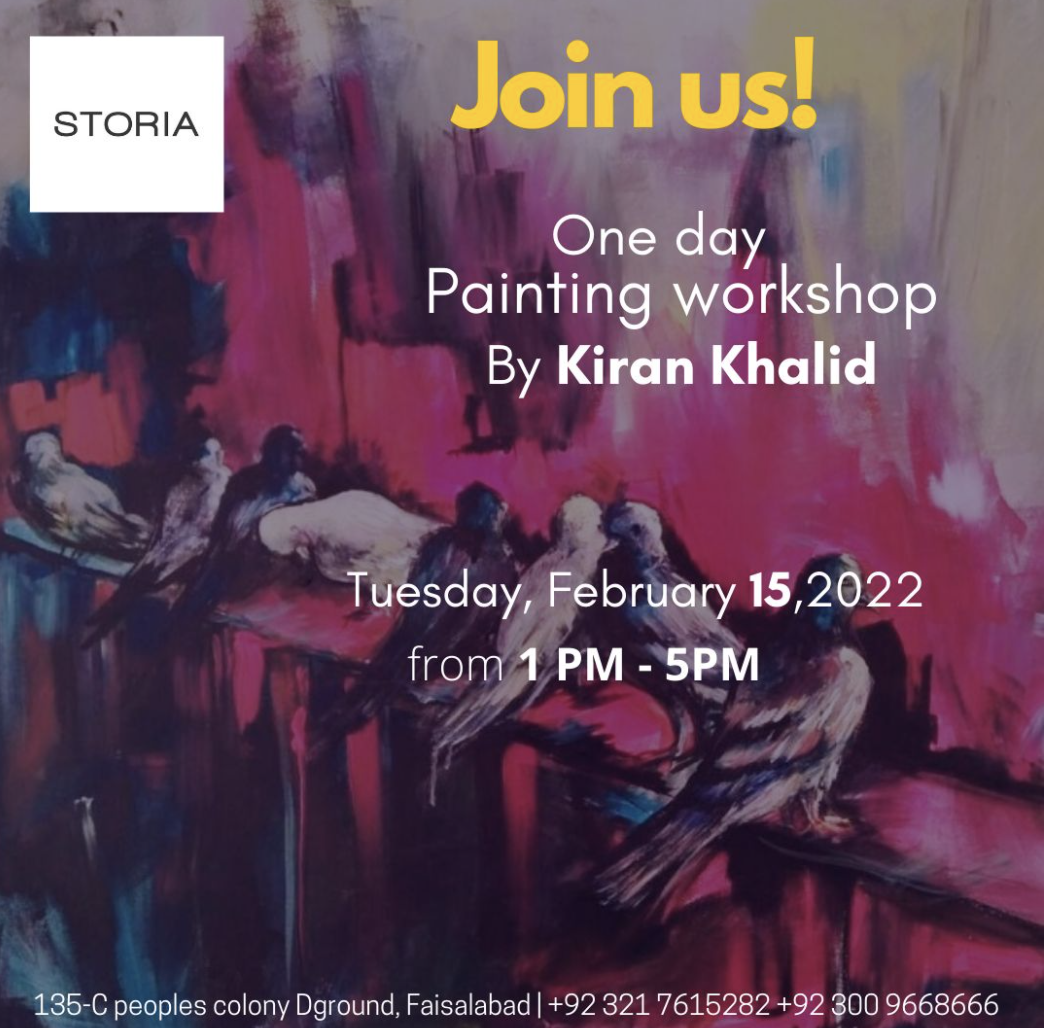 STORIA
Join us!
One day
Painting workshop
By Kiran Khalid
Tuesday, February 15,2022
from 1 PM - 5PM
135-C peoples colony Dground, Faisalabad | +92 321 7615282 +92 300 9668666